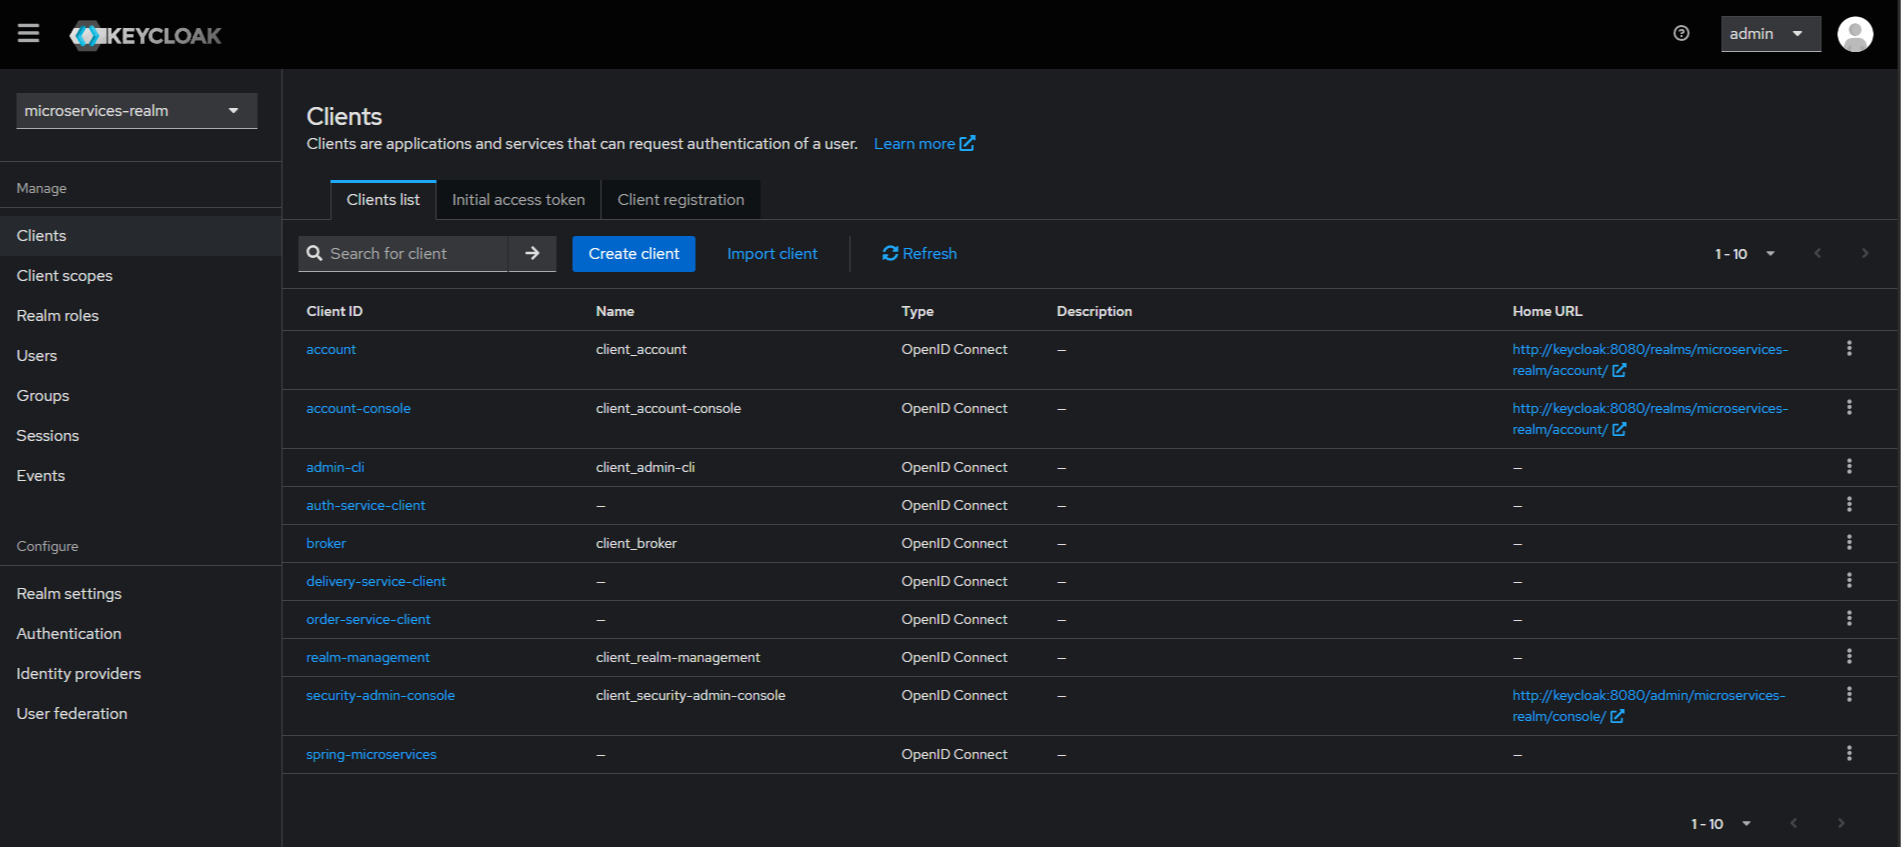 KEYCLOAK
admin
microservices-realm
Manage
Clients
Client scopes
Realm roles
Users
Groups
Sessions
Events
Configure
Realm settings
Authentication
Identity providers
User federation
Clients
Clients are applications and services that can request authentication of a user. Learn more
Clients list Initial access token Client registration
Search for client Create client Import client Refresh 1 - 10
Client ID Name Type Description Home URL
account client_account OpenID Connect – http://keycloak:8080/realms/microservices-
realm/account/
account-console client_account-console OpenID Connect – http://keycloak:8080/realms/microservices-
realm/account/
admin-cli client_admin-cli OpenID Connect – –
auth-service-client – OpenID Connect – –
broker client_broker OpenID Connect – –
delivery-service-client – OpenID Connect – –
order-service-client – OpenID Connect – –
realm-management client_realm-management OpenID Connect – –
security-admin-console client_security-admin-console OpenID Connect – http://keycloak:8080/admin/microservices-
realm/console/
spring-microservices – OpenID Connect – –
1 - 10